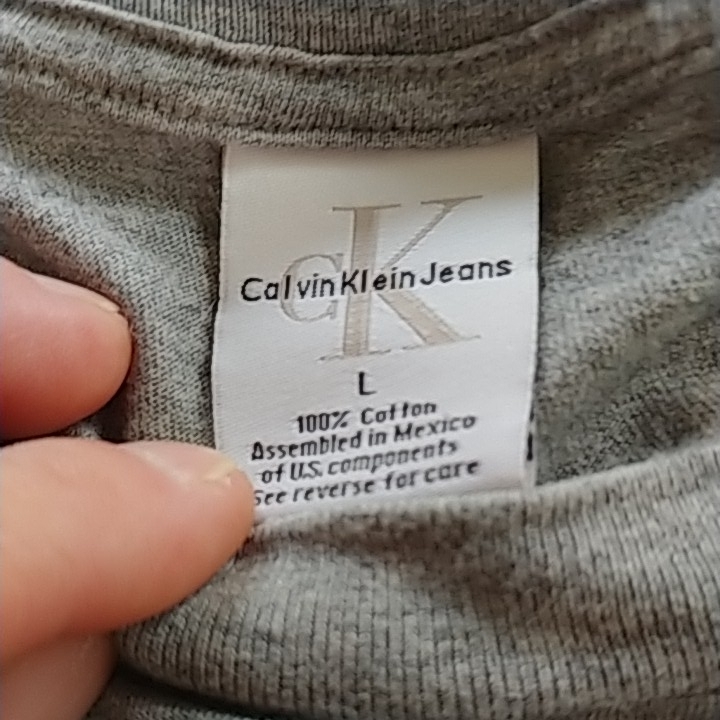 CK
Calvin Klein Jeans
L
100% Cotton
Assembled in Mexico
of U.S. components
See reverse for care